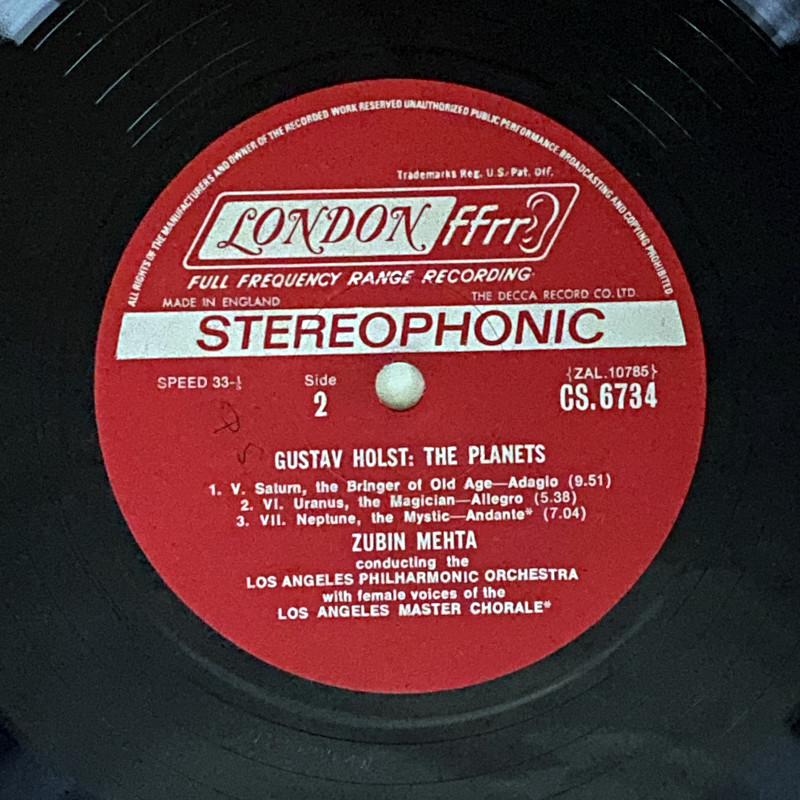 ALL RIGHTS OF THE MANUFACTURERS AND OWNER OF THE RECORDED WORK RESERVED UNAUTHORIZED PUBLIC PERFORMANCE BROADCASTING AND COPYING PROHIBITED
Trademarks Reg. U.S. Pat. Off.
LONDON ffrr
FULL FREQUENCY RANGE RECORDING
MADE IN ENGLAND THE DECCA RECORD CO. LTD.
STEREOPHONIC
SPEED 33-⅓ Side {ZAL.10785}
2 CS.6734
GUSTAV HOLST: THE PLANETS
1. V. Saturn, the Bringer of Old Age—Adagio (9.51)
2. VI. Uranus, the Magician—Allegro (5.38)
3. VII. Neptune, the Mystic—Andante* (7.04)
ZUBIN MEHTA
conducting the
LOS ANGELES PHILHARMONIC ORCHESTRA
with female voices of the
LOS ANGELES MASTER CHORALE*